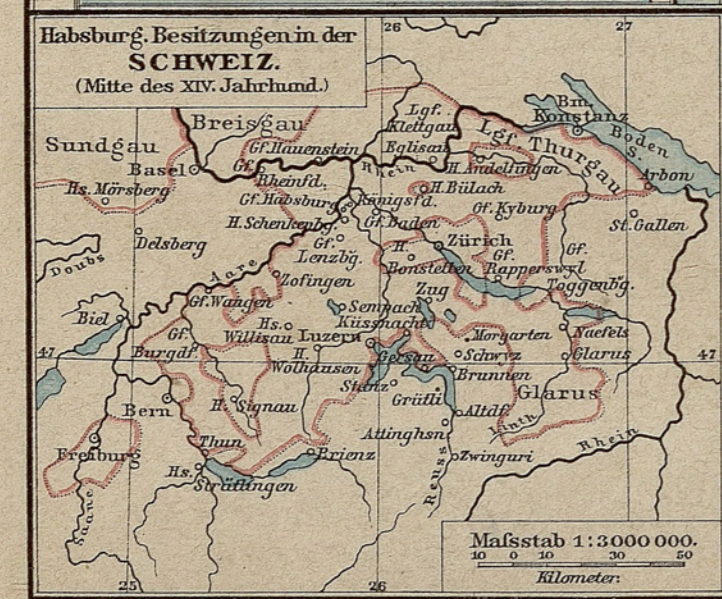 Habsburg. Besitzungen in der
SCHWEIZ.
(Mitte des XIV. Jahrhund.)
26
27
Breisgau
Sundgau
Basel
Hs. Mörsberg
Gf. Hauenstein
Gf.
Rheinfd.
Lgf.
Klettgau
Eglisau
Rhein
Bm.
Konstanz
Boden
S.
Lgf. Thurgau
Arbon
H. Andelfingen
H. Bülach
Gf. Habsburg
Königsfd.
Gf. Kyburg
H. Schenkenbg.
Gf. Baden
St. Gallen
Delsberg
Gf.
Lenzbg.
H.
Bonstetten
Zürich
Gf.
Rapperswyl
Gf.
Toggenbg.
Doubs
Aare
Zofingen
Zug
Gf. Wangen
Sempach
Biel
Hs.
Willisau
Küssnacht
Luzern
Morgarten
Naefels
Gf.
Burgdf.
H.
Wolhausen
Gersau
Schwyz
Glarus
47
47
Stanz
Brunnen
Bern
H. Signau
Grütli
Glarus
Altdf.
Attinghsn
Linth
Freiburg
Thun
Brienz
Rhein
Zwinguri
Hs.
Strätlingen
Reuss
Saane
Maſsstab 1:3000000.
10 0 10 30 50
Kilometer:
25
26